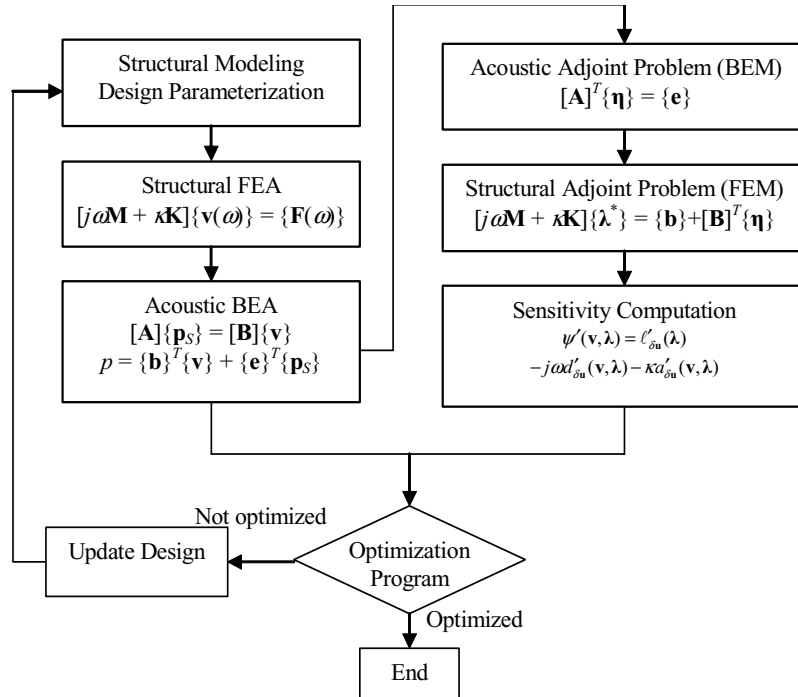 Structural Modeling
Design Parameterization
Structural FEA
[jωM + κK]{v(ω)} = {F(ω)}
Acoustic BEA
[A]{p_S} = [B]{v}
p = {b}^T{v} + {e}^T{p_S}
Acoustic Adjoint Problem (BEM)
[A]^T{η} = {e}
Structural Adjoint Problem (FEM)
[jωM + κK]{λ^*} = {b}+[B]^T{η}
Sensitivity Computation
ψ′(v,λ) = ℓ′_δu(λ)
−jωd′_δu(v,λ) − κa′_δu(v,λ)
Not optimized
Update Design
Optimization
Program
Optimized
End